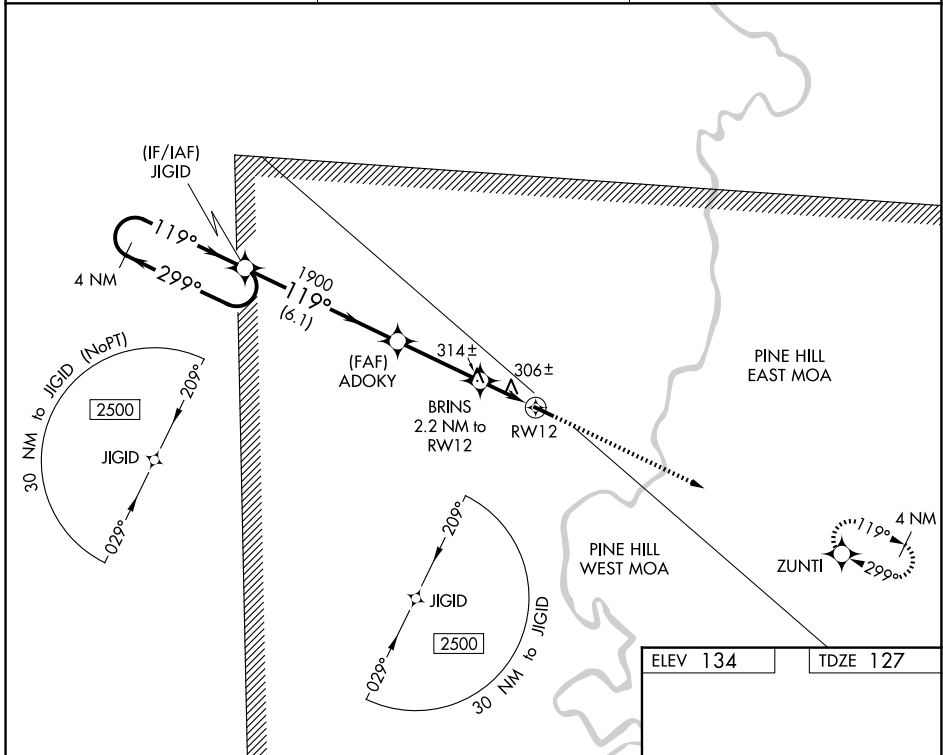 (IF/IAF)
JIGID
119°
299°
4 NM
1900
119°
(6.1)
(FAF)
ADOKY
314±
306±
BRINS
2.2 NM to
RW12
RW12
PINE HILL
EAST MOA
30 NM to JIGID (NoPT)
209°
2500
JIGID
029°
209°
JIGID
2500
029°
30 NM to JIGID
PINE HILL
WEST MOA
4 NM
119°
ZUNTI
299°
ELEV 134
TDZE 127